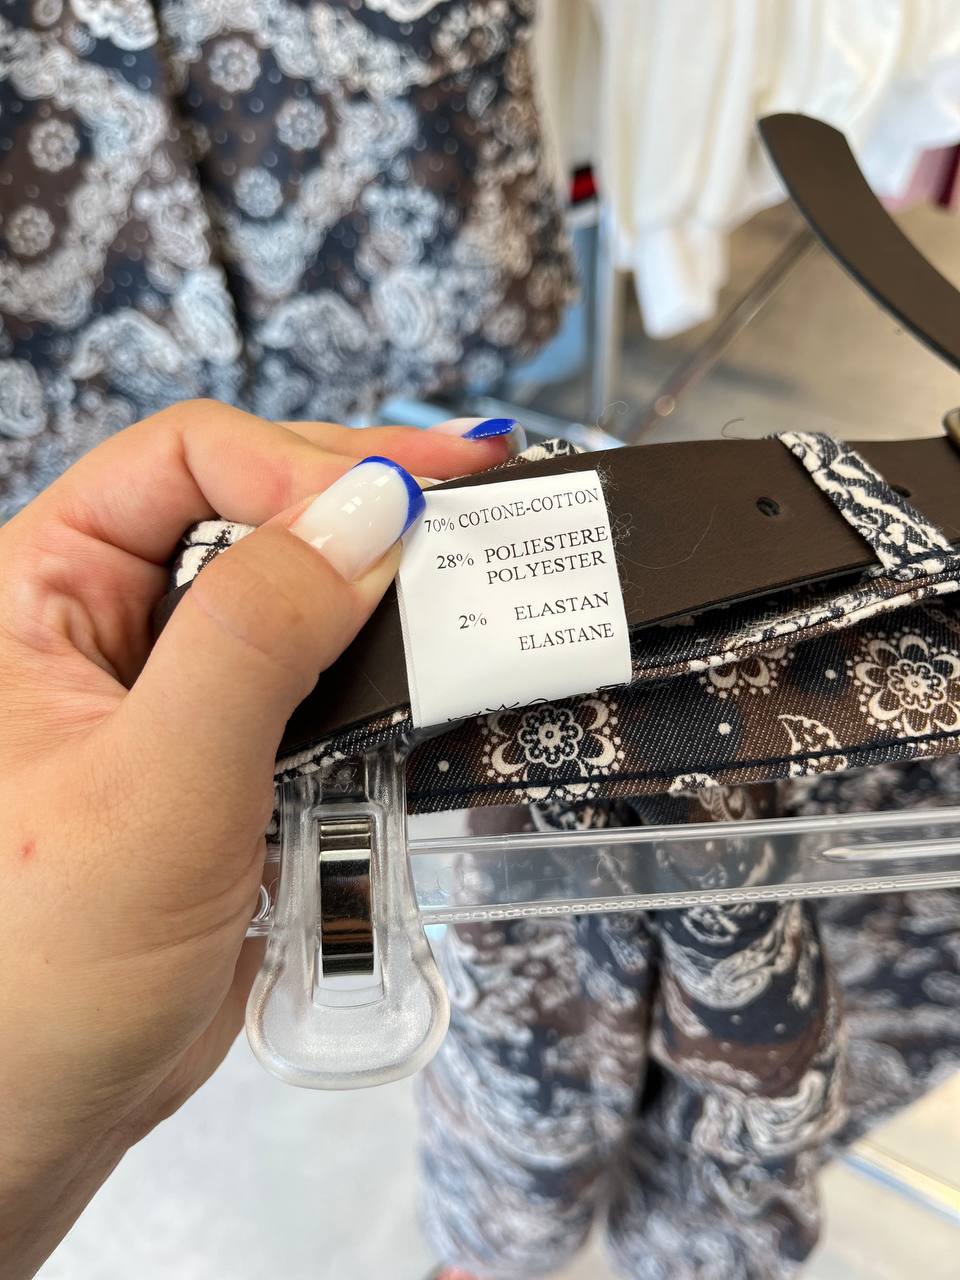 70% COTONE-COTTON
28% POLIESTERE
POLYESTER
2% ELASTAN
ELASTANE